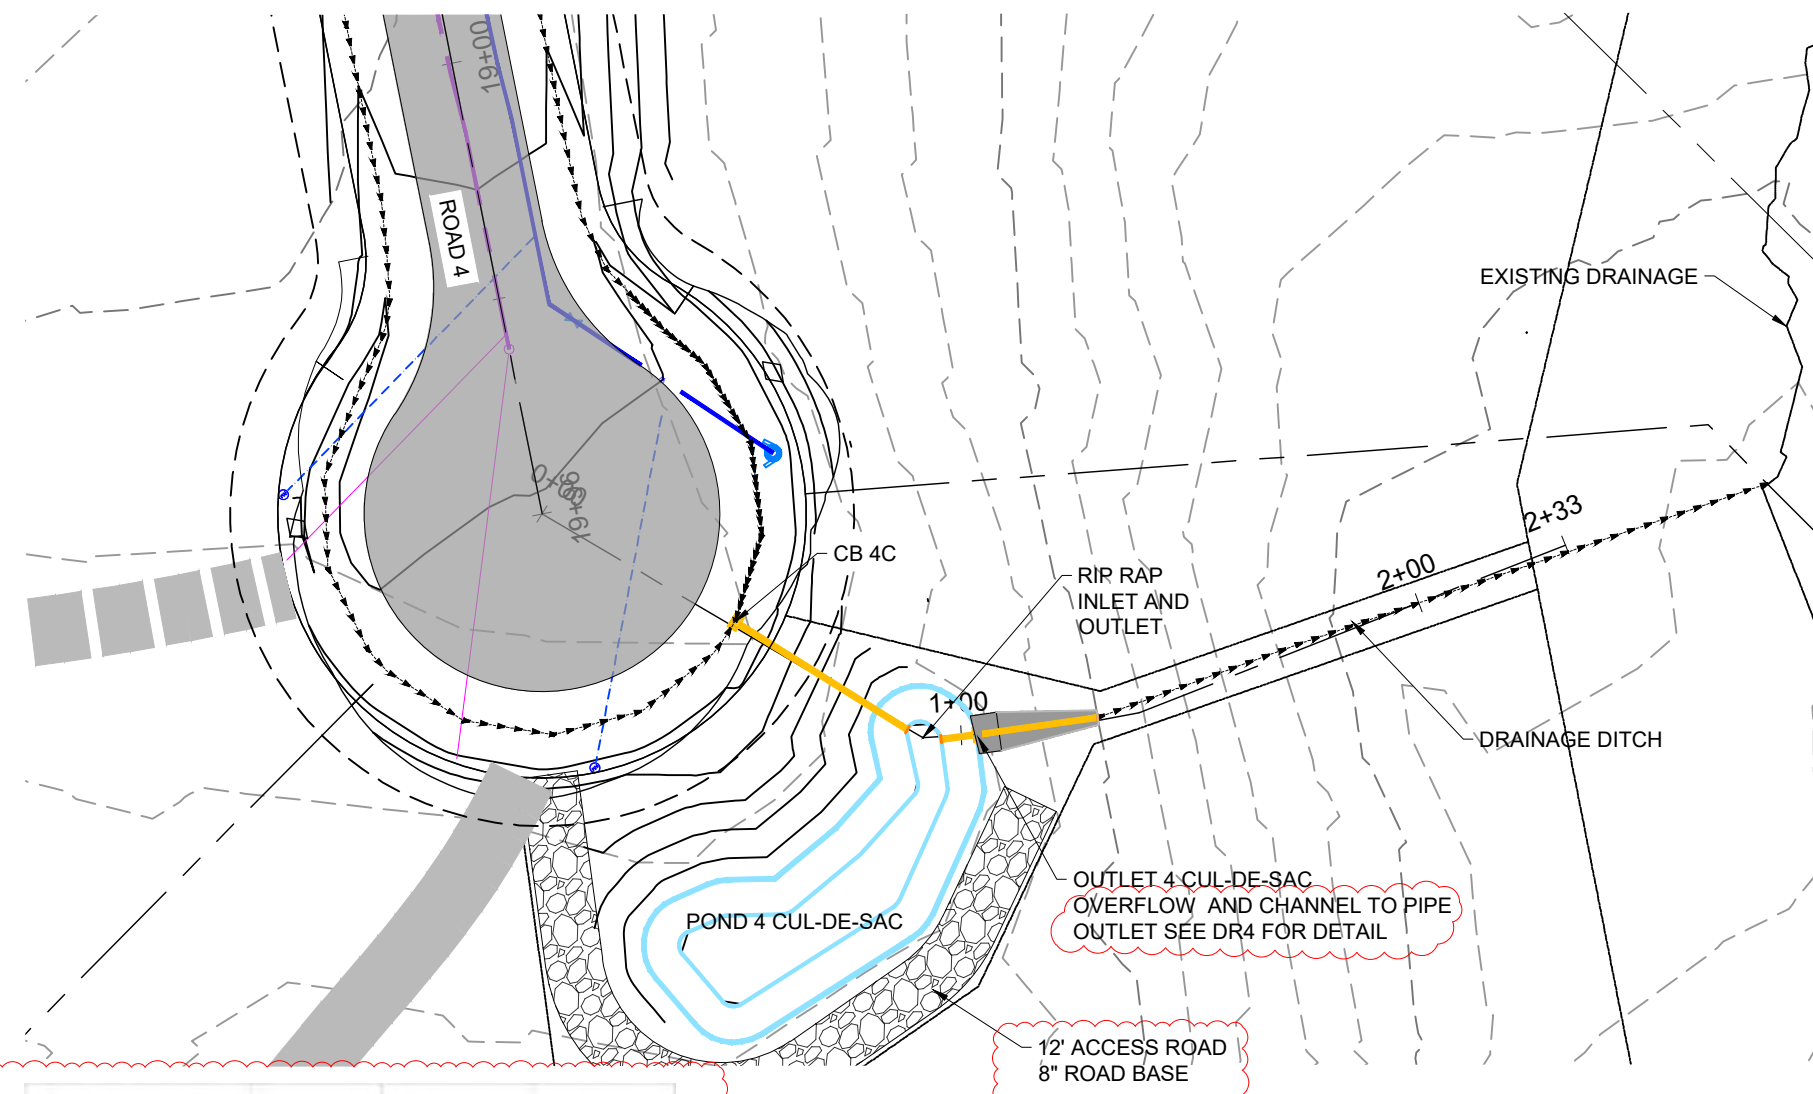 19+00
ROAD 4
EXISTING DRAINAGE
0+0
19+98
CB 4C
RIP RAP
INLET AND
OUTLET
2+33
2+00
1+00
DRAINAGE DITCH
OUTLET 4 CUL-DE-SAC
OVERFLOW AND CHANNEL TO PIPE
OUTLET SEE DR4 FOR DETAIL
POND 4 CUL-DE-SAC
12' ACCESS ROAD
8" ROAD BASE